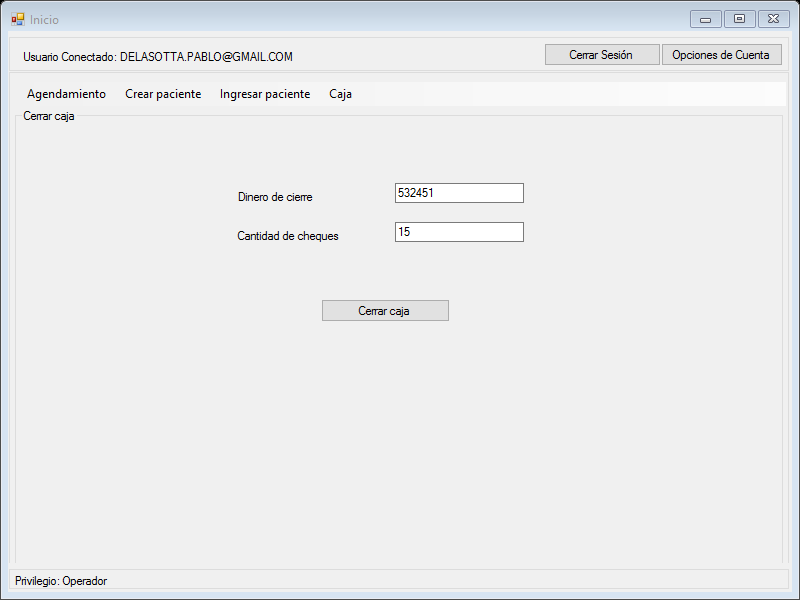 Inicio
Usuario Conectado: DELASOTTA.PABLO@GMAIL.COM
Cerrar Sesión
Opciones de Cuenta
Agendamiento
Crear paciente
Ingresar paciente
Caja
Cerrar caja
Dinero de cierre
532451
Cantidad de cheques
15
Cerrar caja
Privilegio: Operador